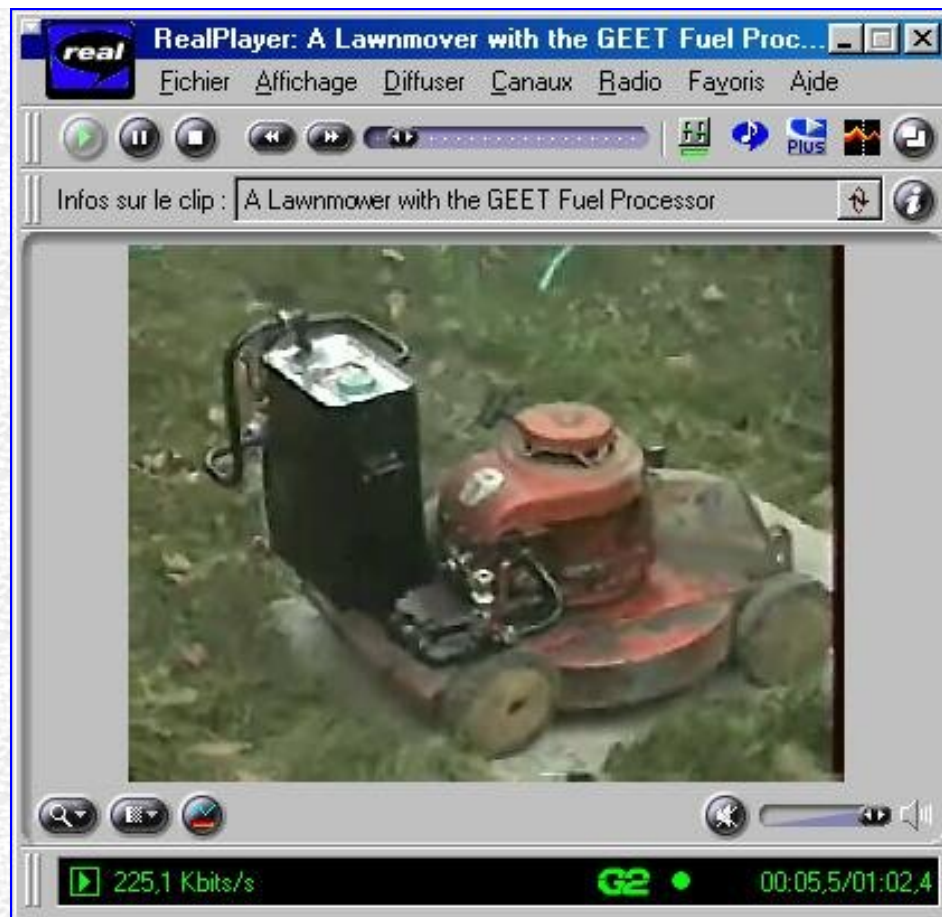 real
RealPlayer: A Lawnmover with the GEET Fuel Proc...
Fichier Affichage Diffuser Canaux Radio Favoris Aide
PLUS
Infos sur le clip : A Lawnmower with the GEET Fuel Processor
225,1 Kbits/s G2 00:05,5/01:02,4